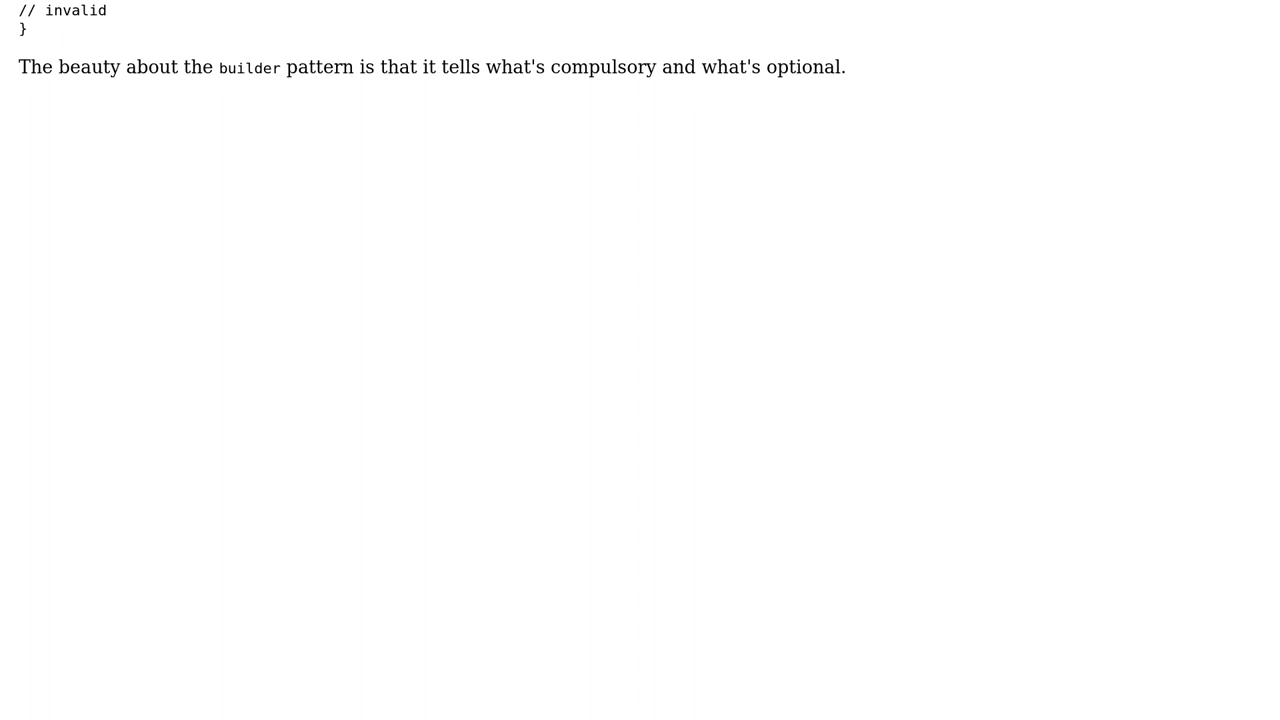 // invalid
}
The beauty about the builder pattern is that it tells what's compulsory and what's optional.